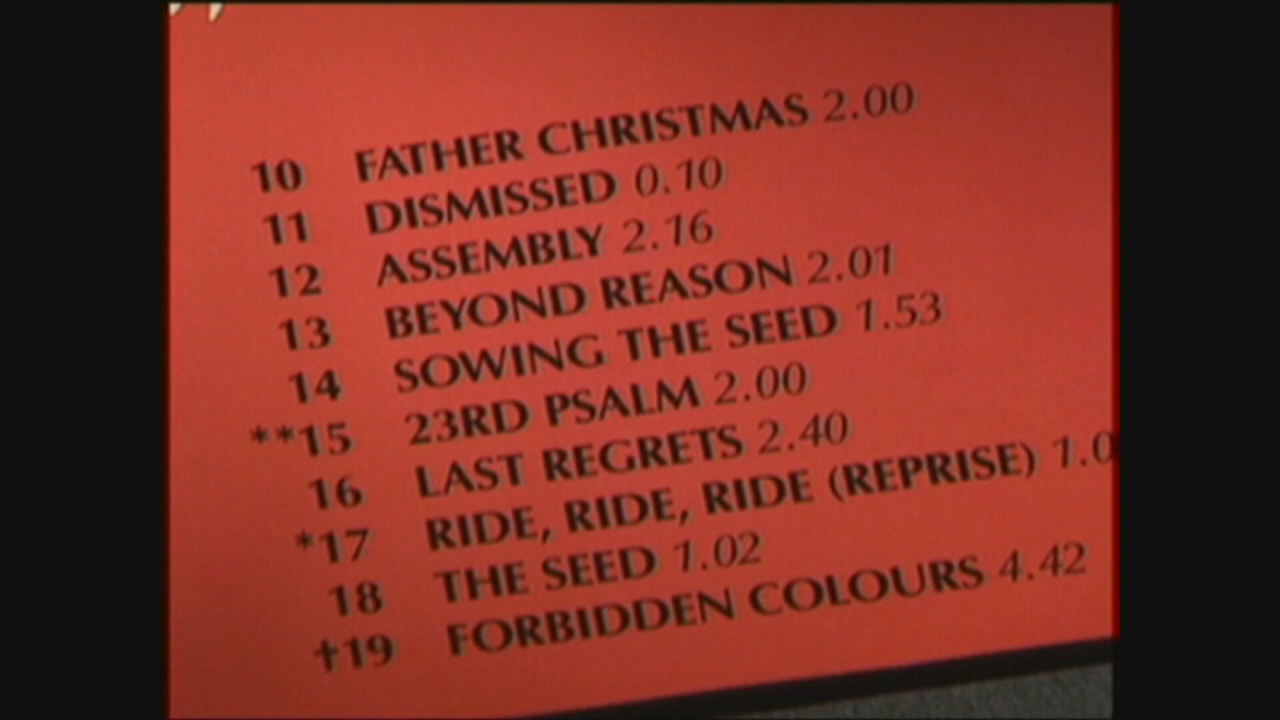 10 FATHER CHRISTMAS 2.00
11 DISMISSED 0.10
12 ASSEMBLY 2.16
13 BEYOND REASON 2.01
14 SOWING THE SEED 1.53
**15 23RD PSALM 2.00
16 LAST REGRETS 2.40
*17 RIDE, RIDE, RIDE (REPRISE) 1.0
18 THE SEED 1.02
†19 FORBIDDEN COLOURS 4.42